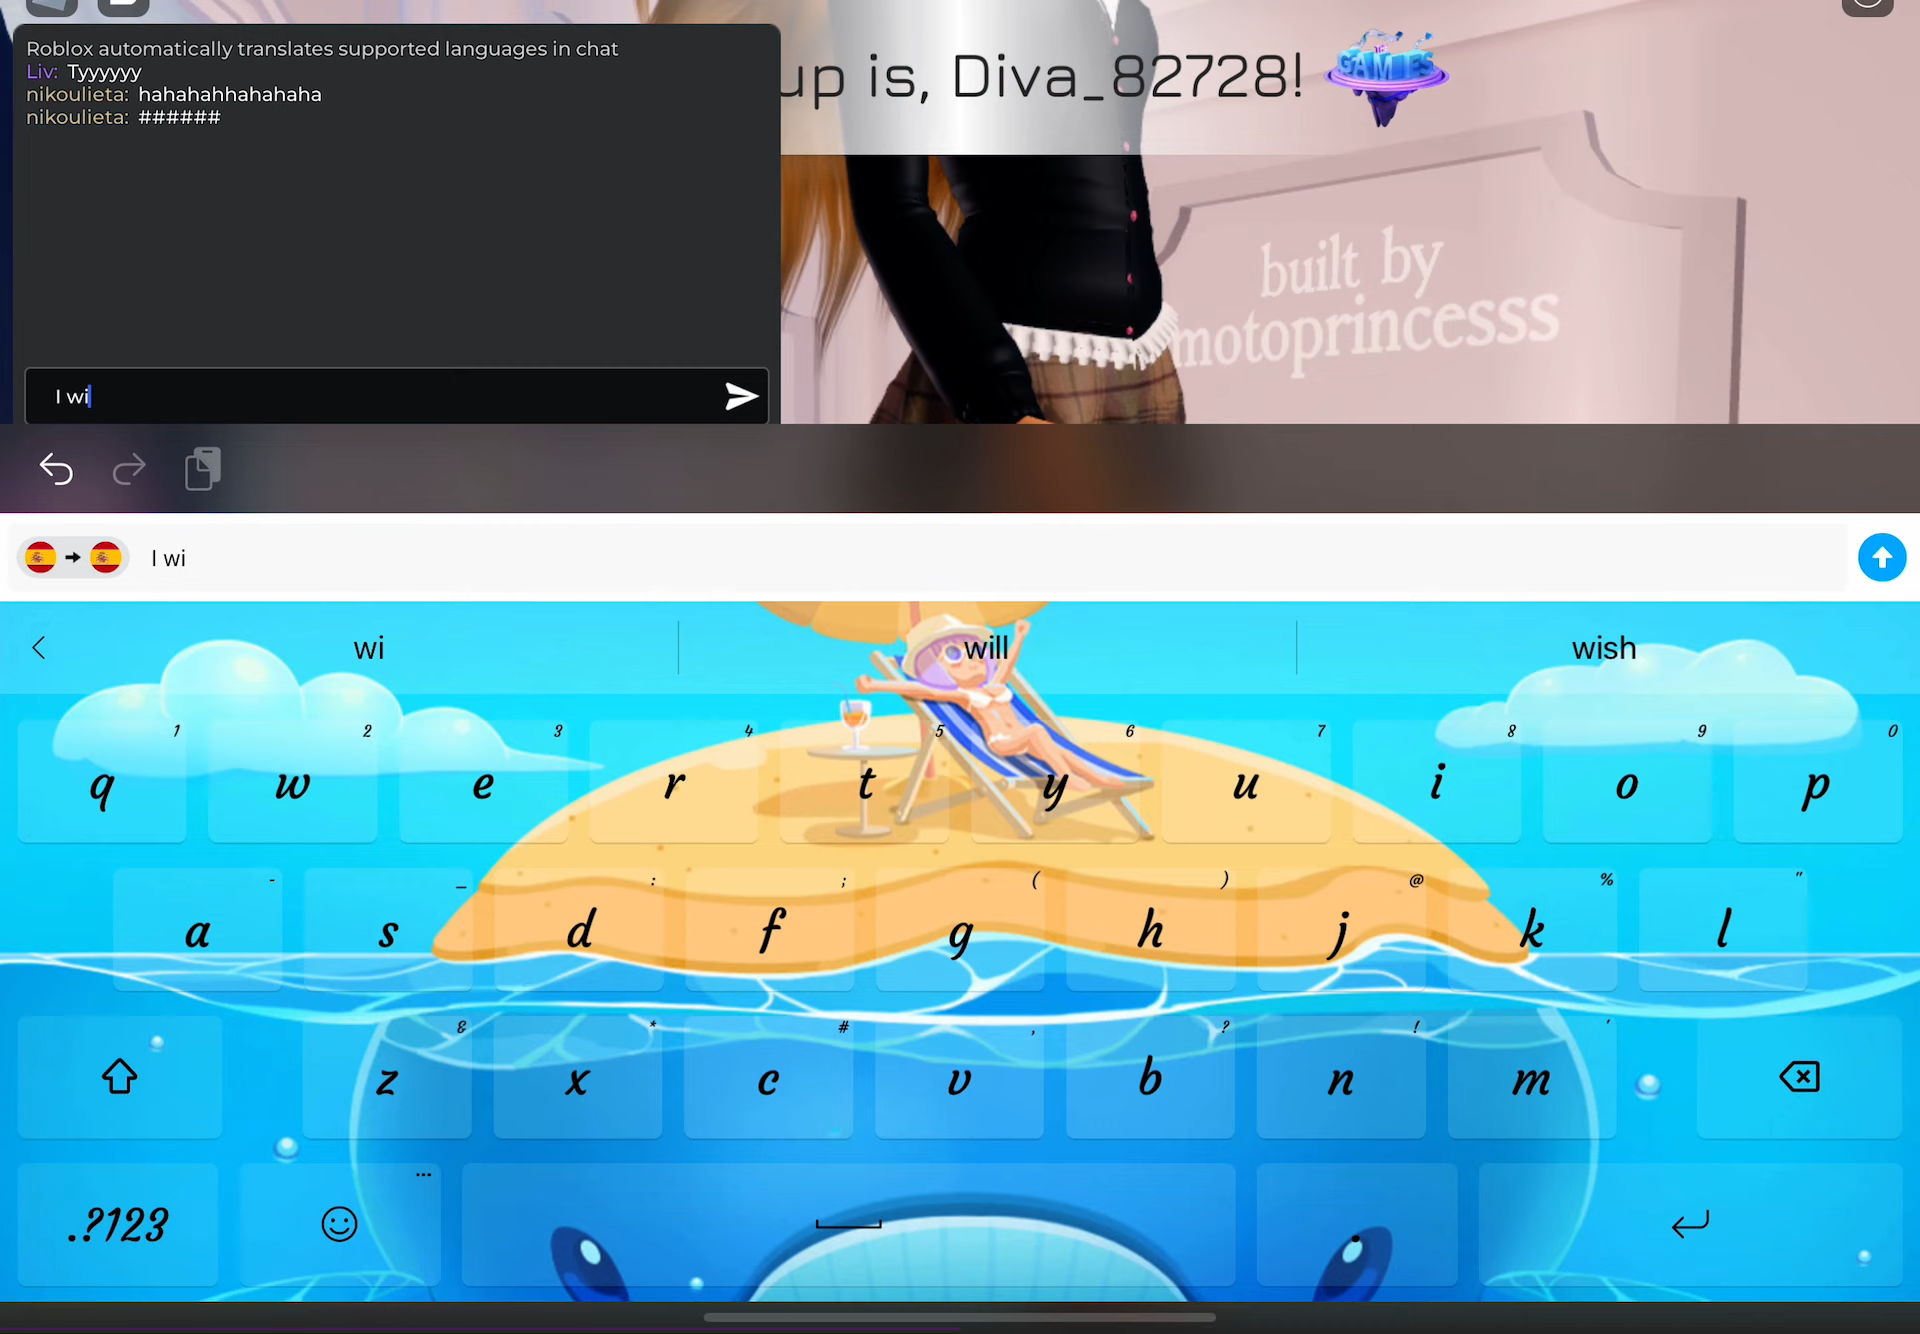 Roblox automatically translates supported languages in chat
Liv: Tyyyyyy
nikoulieta: hahahahhahahaha
nikoulieta: ######
up is, Diva_82728!
GAMES
built by
motoprincesss
I wi
I wi
wi will wish
1 2 3 4 5 6 7 8 9 0
q w e r t y u i o p
- _ : ; ( ) @ % "
a s d f g h j k l
& * # , ? ! '
z x c v b n m
...
.?123 .